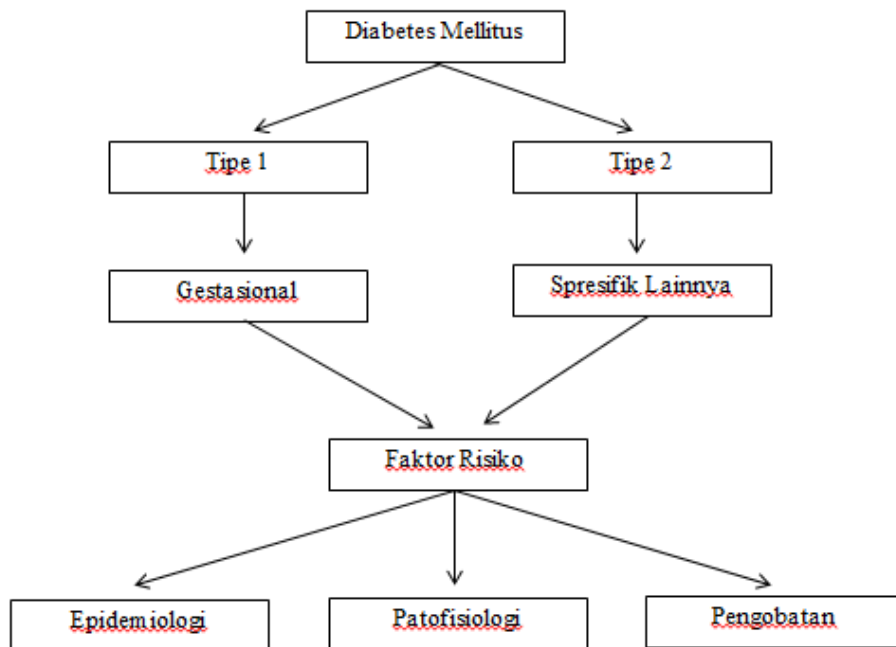 Diabetes Mellitus
Tipe 1
Tipe 2
Gestasional
Spresifik Lainnya
Faktor Risiko
Epidemiologi
Patofisiologi
Pengobatan